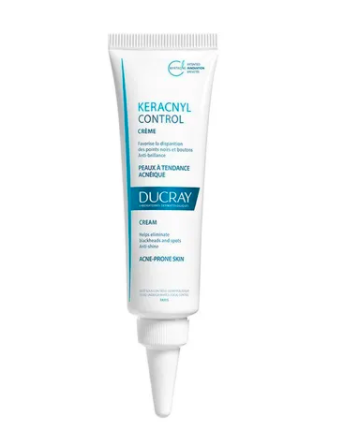 KERACNYL
CONTROL
CRÈME
Favorise la disparition
des points noirs et boutons
Anti-brillance
PEAUX À TENDANCE
ACNÉIQUE
DUCRAY
CREAM
Helps eliminate
blackheads and spots
Anti-shine
ACNE-PRONE SKIN